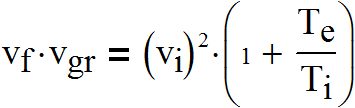 v_f·v_gr = (v_i)²·(1 + T_e/T_i)